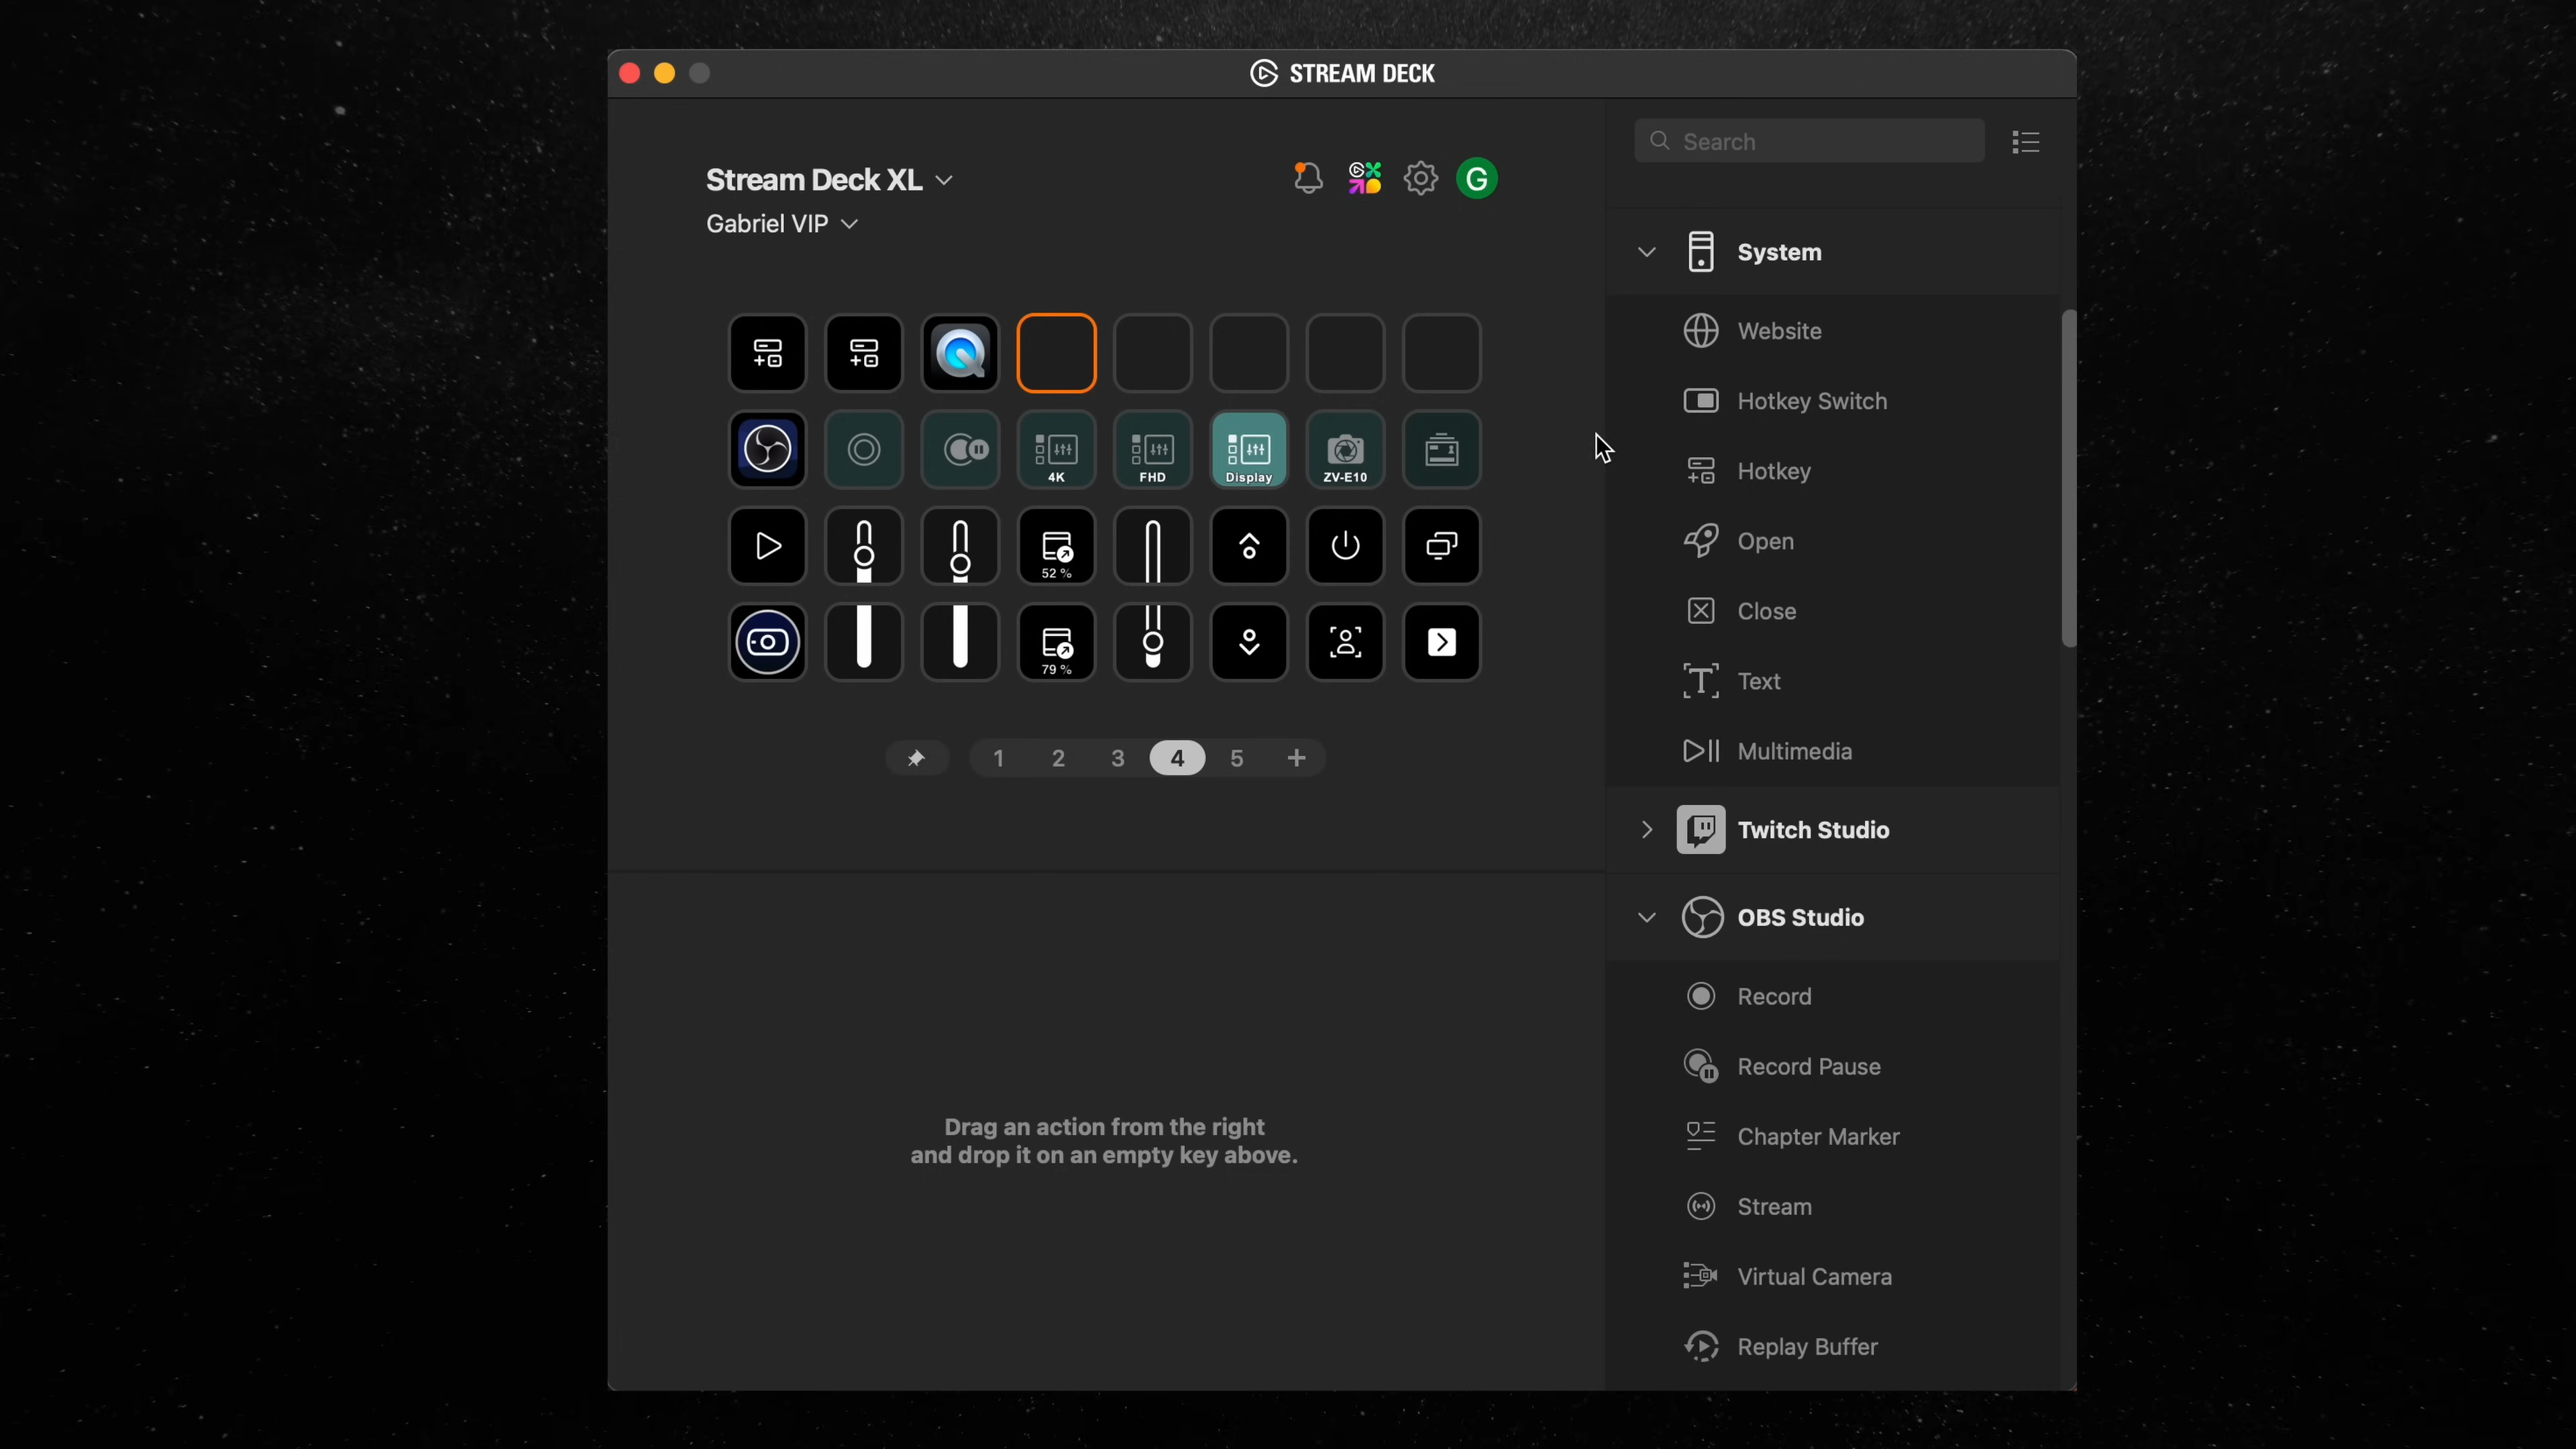 STREAM DECK
Stream Deck XL
G
Gabriel VIP
4K
FHD
Display
ZV-E10
52 %
79 %
1 2 3 4 5 +
Drag an action from the right
and drop it on an empty key above.
Search
System
Website
Hotkey Switch
Hotkey
Open
Close
Text
Multimedia
Twitch Studio
OBS Studio
Record
Record Pause
Chapter Marker
Stream
Virtual Camera
Replay Buffer